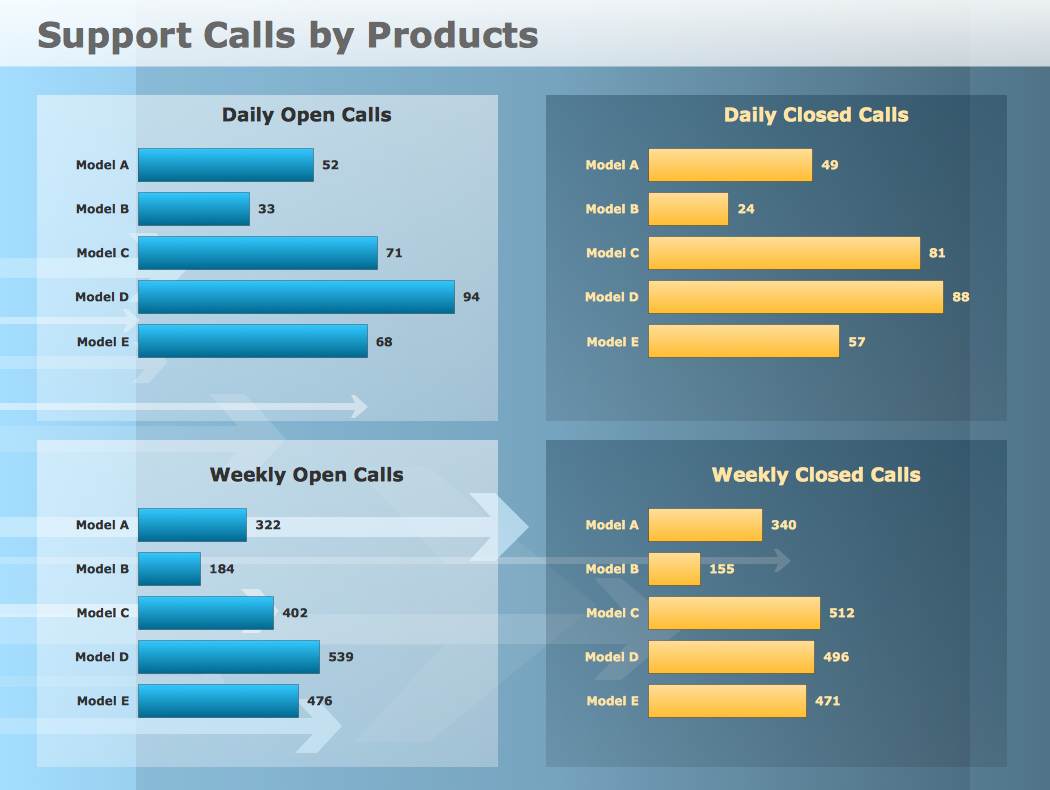 Support Calls by Products
Daily Open Calls
Model A 52
Model B 33
Model C 71
Model D 94
Model E 68
Daily Closed Calls
Model A 49
Model B 24
Model C 81
Model D 88
Model E 57
Weekly Open Calls
Model A 322
Model B 184
Model C 402
Model D 539
Model E 476
Weekly Closed Calls
Model A 340
Model B 155
Model C 512
Model D 496
Model E 471